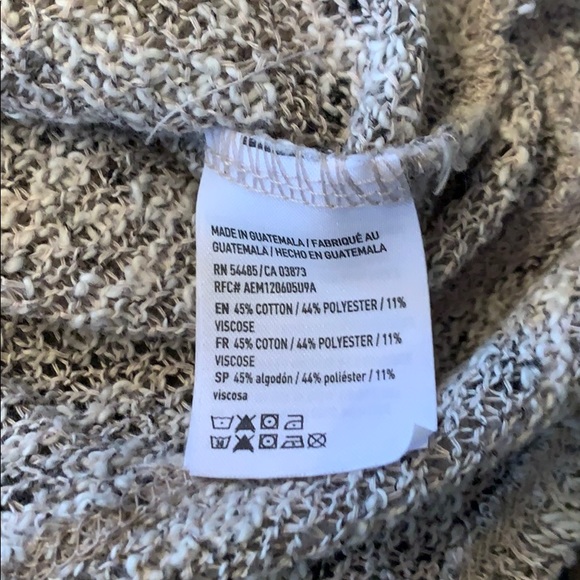 MADE IN GUATEMALA / FABRIQUÉ AU
GUATEMALA / HECHO EN GUATEMALA
RN 54485 / CA 03873
RFC# AEM120605U9A
EN 45% COTTON / 44% POLYESTER / 11%
VISCOSE
FR 45% COTON / 44% POLYESTER / 11%
VISCOSE
SP 45% algodón / 44% poliéster / 11%
viscosa